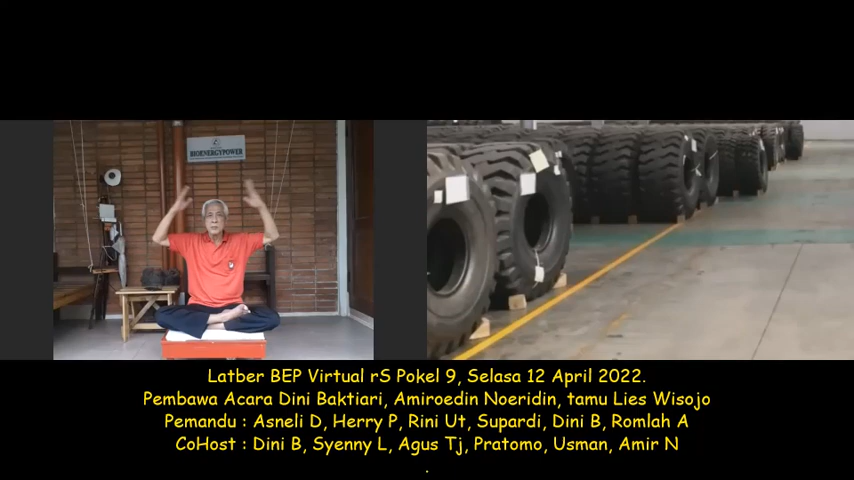 BIOENERGYPOWER
Latber BEP Virtual rS Pokel 9, Selasa 12 April 2022.
Pembawa Acara Dini Baktiari, Amiroedin Noeridin, tamu Lies Wisojo
Pemandu : Asneli D, Herry P, Rini Ut, Supardi, Dini B, Romlah A
CoHost : Dini B, Syenny L, Agus Tj, Pratomo, Usman, Amir N
.